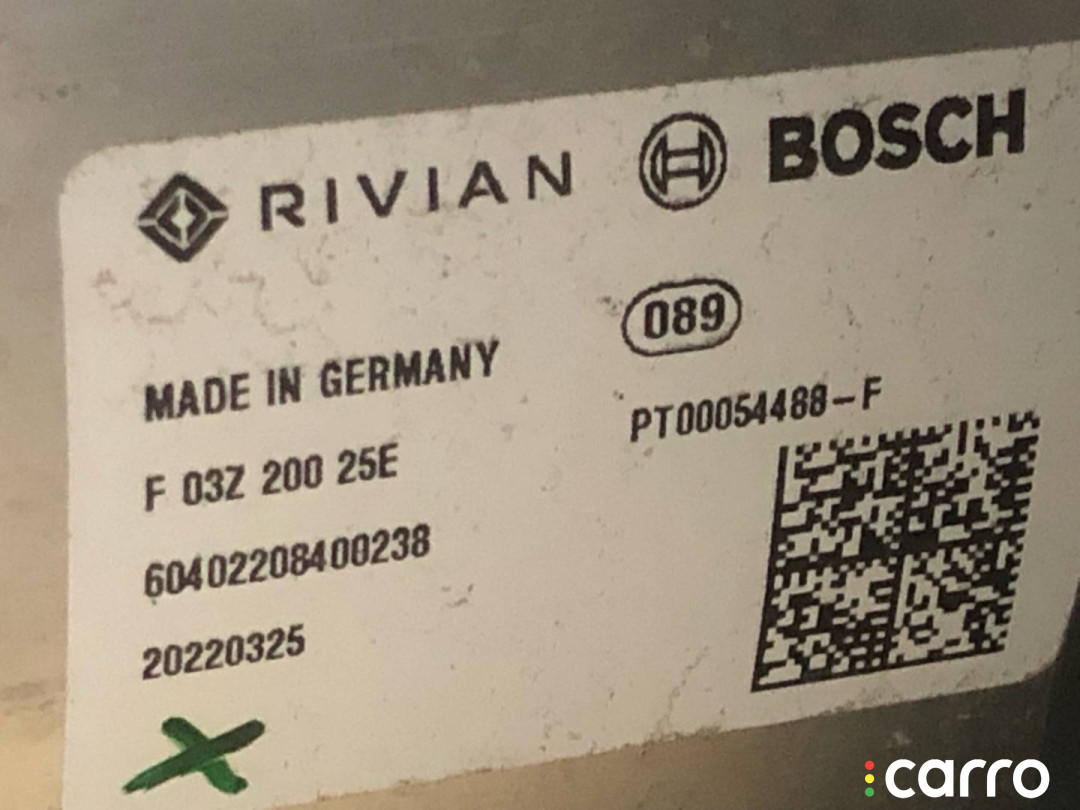 RIVIAN BOSCH
089
MADE IN GERMANY
PT00054488-F
F 03Z 200 25E
60402208400238
20220325
carro